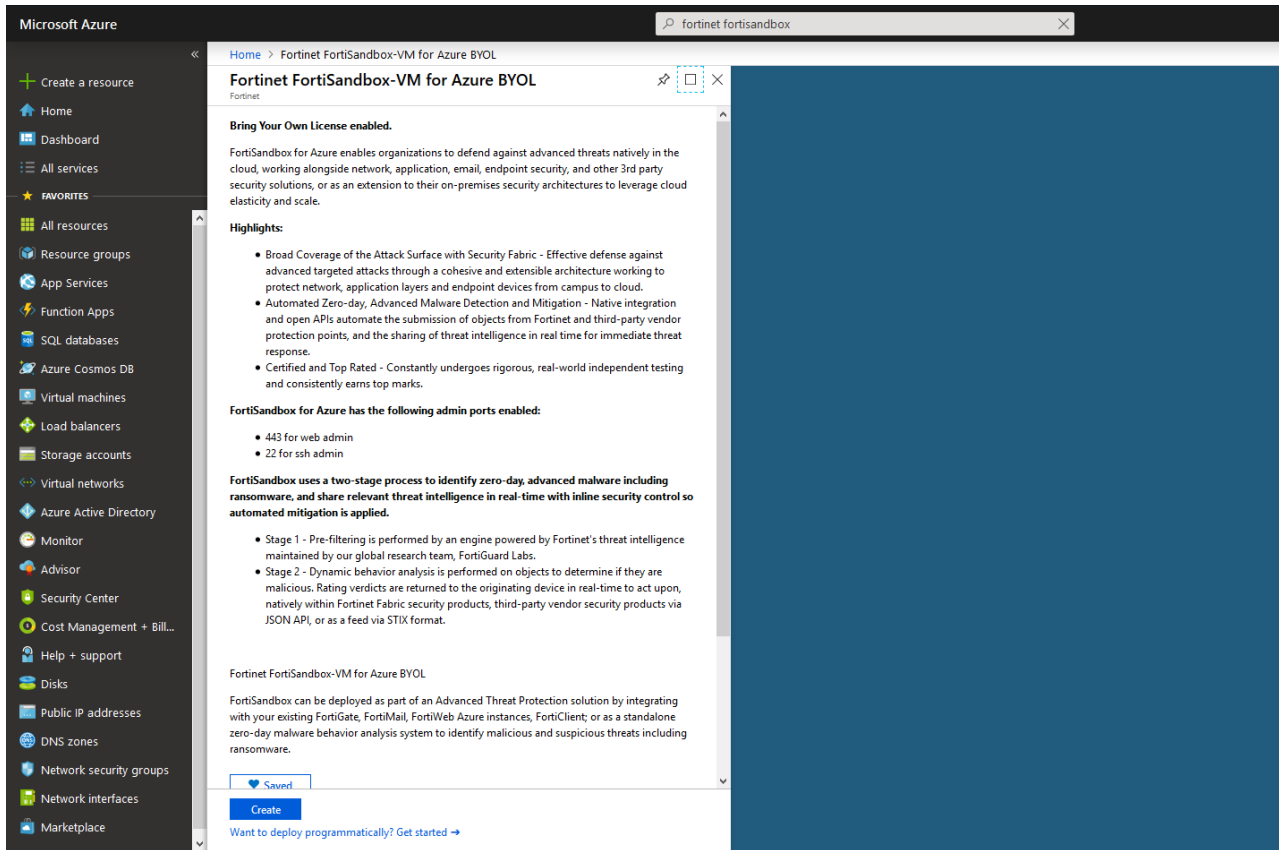 Microsoft Azure
fortinet fortisandbox
Home > Fortinet FortiSandbox-VM for Azure BYOL
Create a resource
Home
Dashboard
All services
FAVORITES
All resources
Resource groups
App Services
Function Apps
SQL databases
Azure Cosmos DB
Virtual machines
Load balancers
Storage accounts
Virtual networks
Azure Active Directory
Monitor
Advisor
Security Center
Cost Management + Bill...
Help + support
Disks
Public IP addresses
DNS zones
Network security groups
Network interfaces
Marketplace
Fortinet FortiSandbox-VM for Azure BYOL
Fortinet
Bring Your Own License enabled.
FortiSandbox for Azure enables organizations to defend against advanced threats natively in the
cloud, working alongside network, application, email, endpoint security, and other 3rd party
security solutions, or as an extension to their on-premises security architectures to leverage cloud
elasticity and scale.
Highlights:
• Broad Coverage of the Attack Surface with Security Fabric - Effective defense against
advanced targeted attacks through a cohesive and extensible architecture working to
protect network, application layers and endpoint devices from campus to cloud.
• Automated Zero-day, Advanced Malware Detection and Mitigation - Native integration
and open APIs automate the submission of objects from Fortinet and third-party vendor
protection points, and the sharing of threat intelligence in real time for immediate threat
response.
• Certified and Top Rated - Constantly undergoes rigorous, real-world independent testing
and consistently earns top marks.
FortiSandbox for Azure has the following admin ports enabled:
• 443 for web admin
• 22 for ssh admin
FortiSandbox uses a two-stage process to identify zero-day, advanced malware including
ransomware, and share relevant threat intelligence in real-time with inline security control so
automated mitigation is applied.
• Stage 1 - Pre-filtering is performed by an engine powered by Fortinet's threat intelligence
maintained by our global research team, FortiGuard Labs.
• Stage 2 - Dynamic behavior analysis is performed on objects to determine if they are
malicious. Rating verdicts are returned to the originating device in real-time to act upon,
natively within Fortinet Fabric security products, third-party vendor security products via
JSON API, or as a feed via STIX format.
Fortinet FortiSandbox-VM for Azure BYOL
FortiSandbox can be deployed as part of an Advanced Threat Protection solution by integrating
with your existing FortiGate, FortiMail, FortiWeb Azure instances, FortiClient; or as a standalone
zero-day malware behavior analysis system to identify malicious and suspicious threats including
ransomware.
Saved
Create
Want to deploy programmatically? Get started →